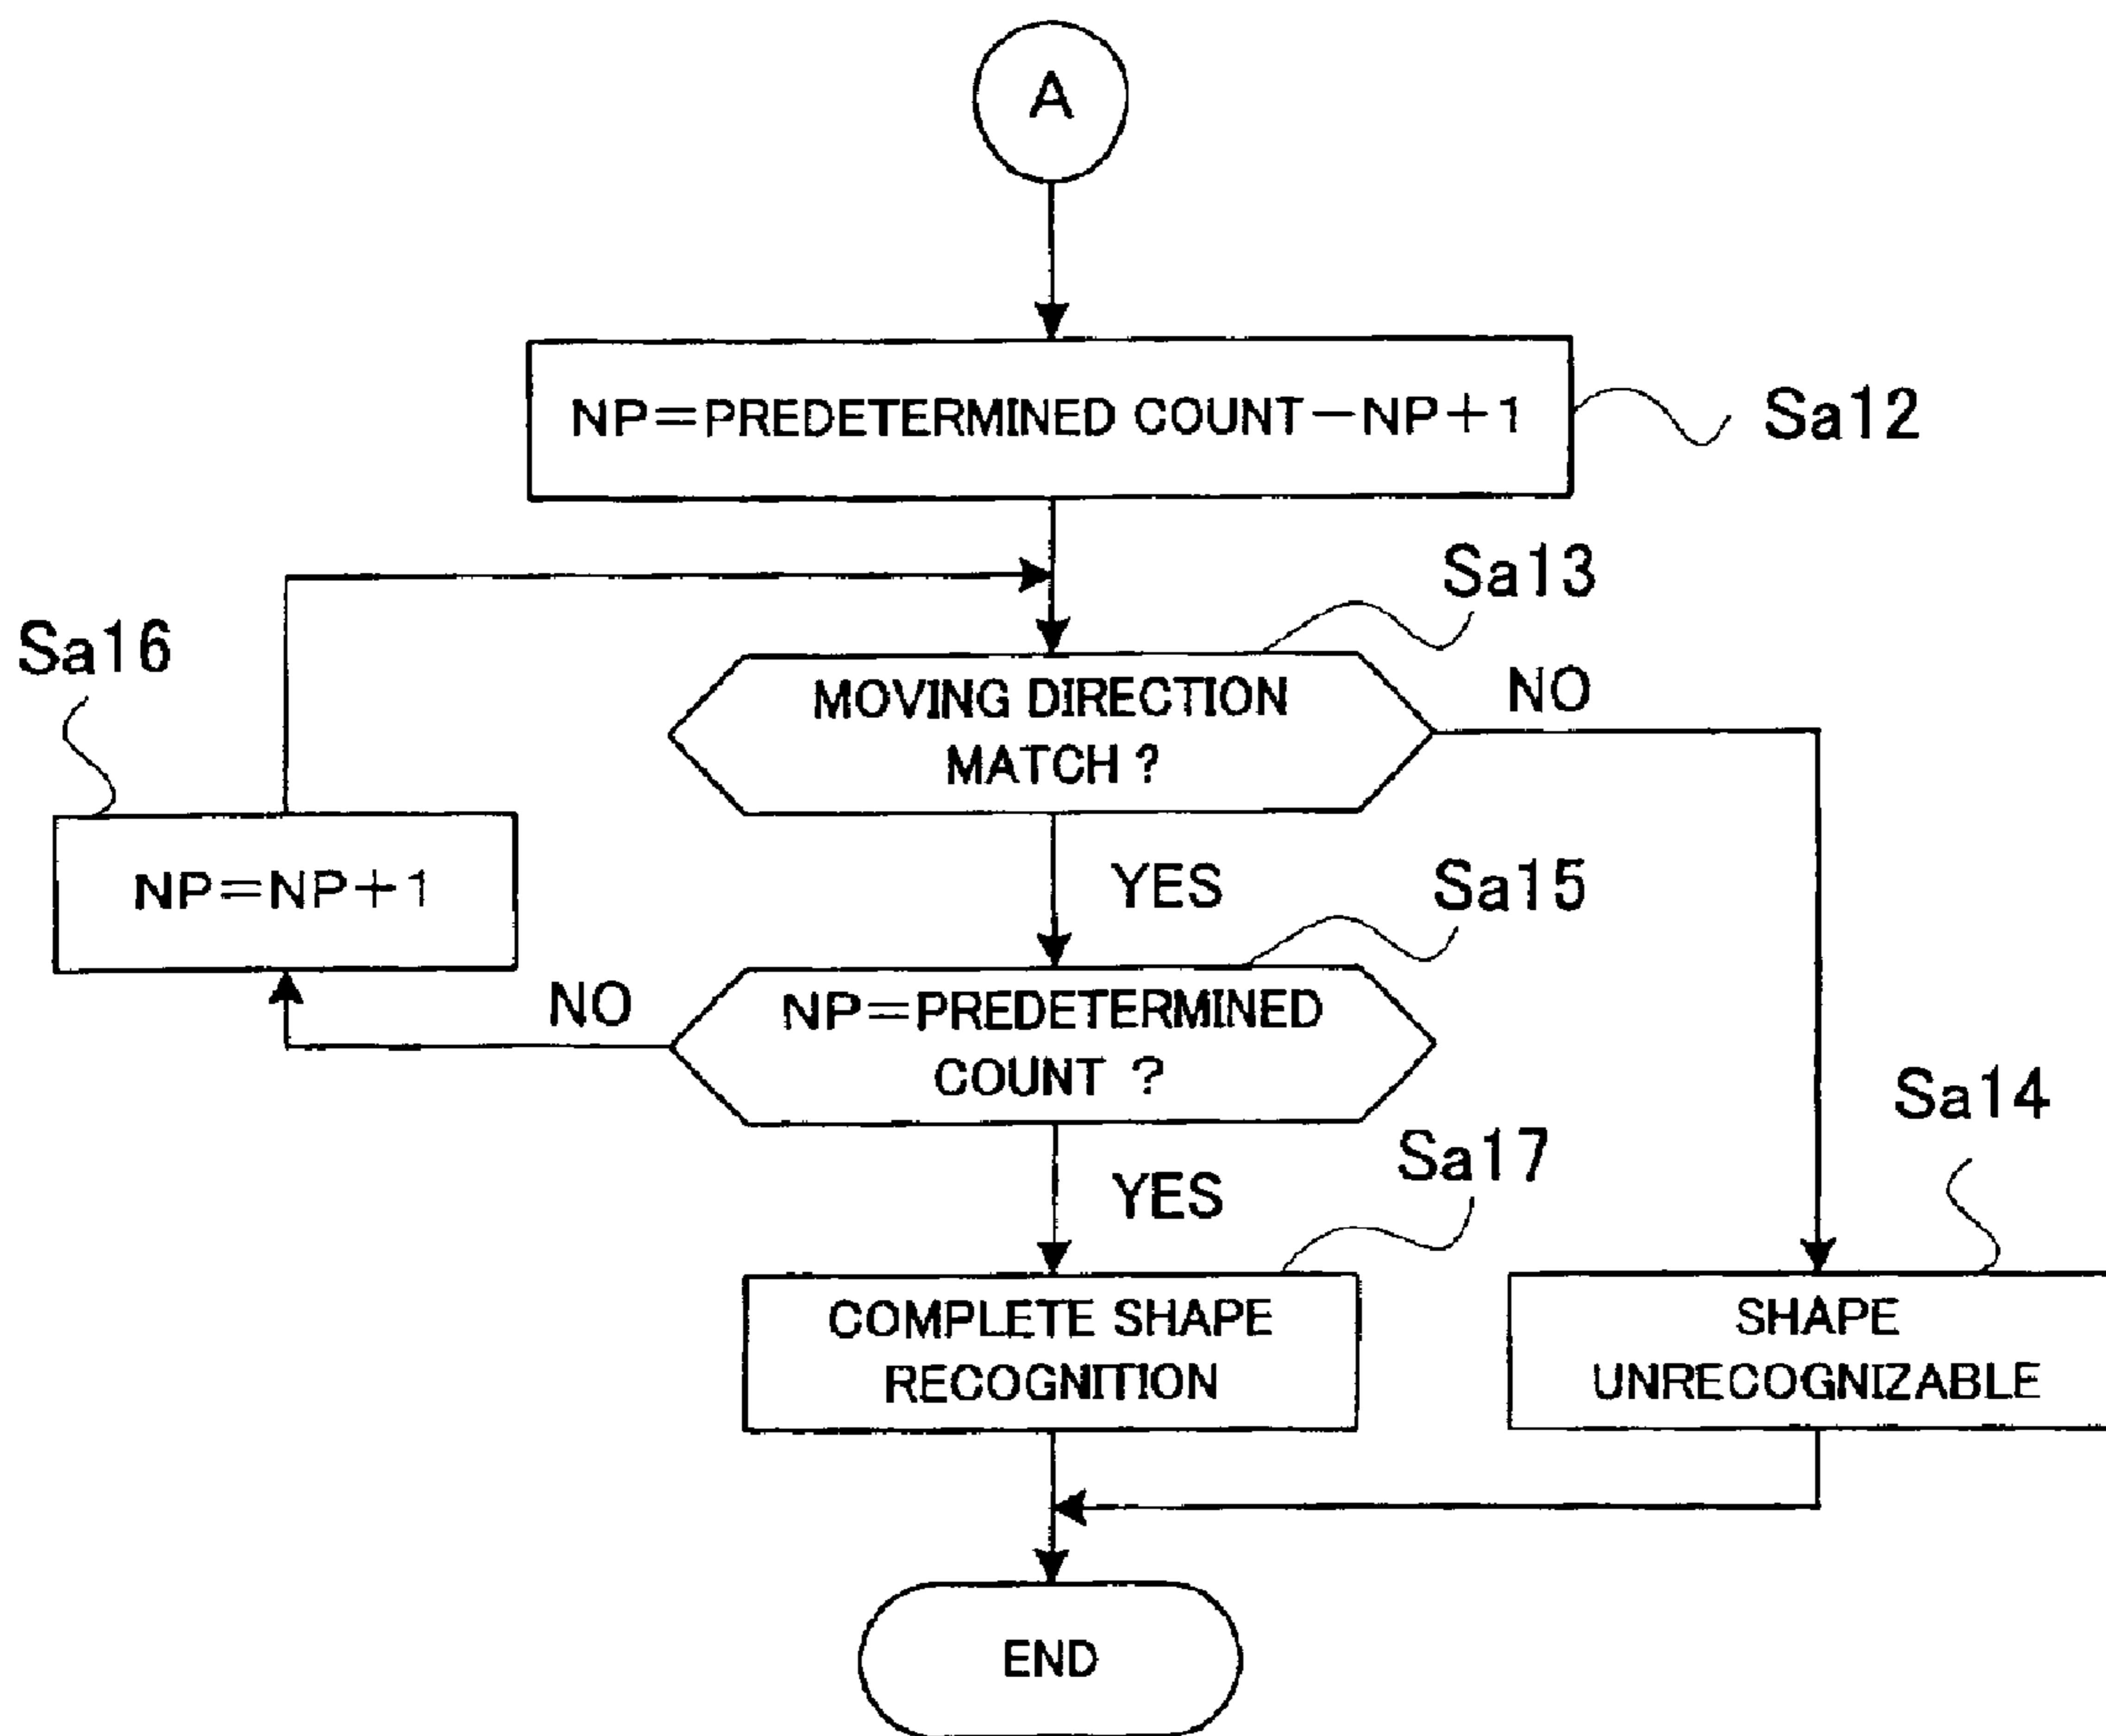 A
NP=PREDETERMINED COUNT-NP+1
Sa12
Sa13
Sa16
MOVING DIRECTION
MATCH ?
NO
NP=NP+1
YES
Sa15
NO
NP=PREDETERMINED
COUNT ?
Sa14
YES
Sa17
COMPLETE SHAPE
RECOGNITION
SHAPE
UNRECOGNIZABLE
END